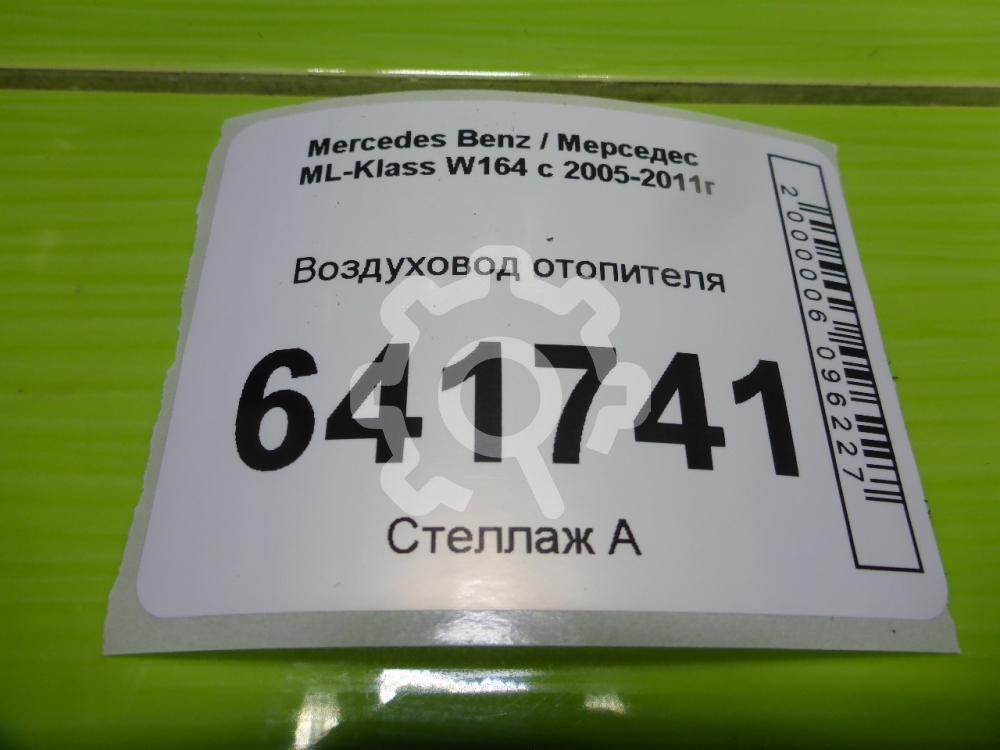 Mercedes Benz / Мерседес
ML-Klass W164 с 2005-2011г
Воздуховод отопителя
641741
Стеллаж А
2000006096227